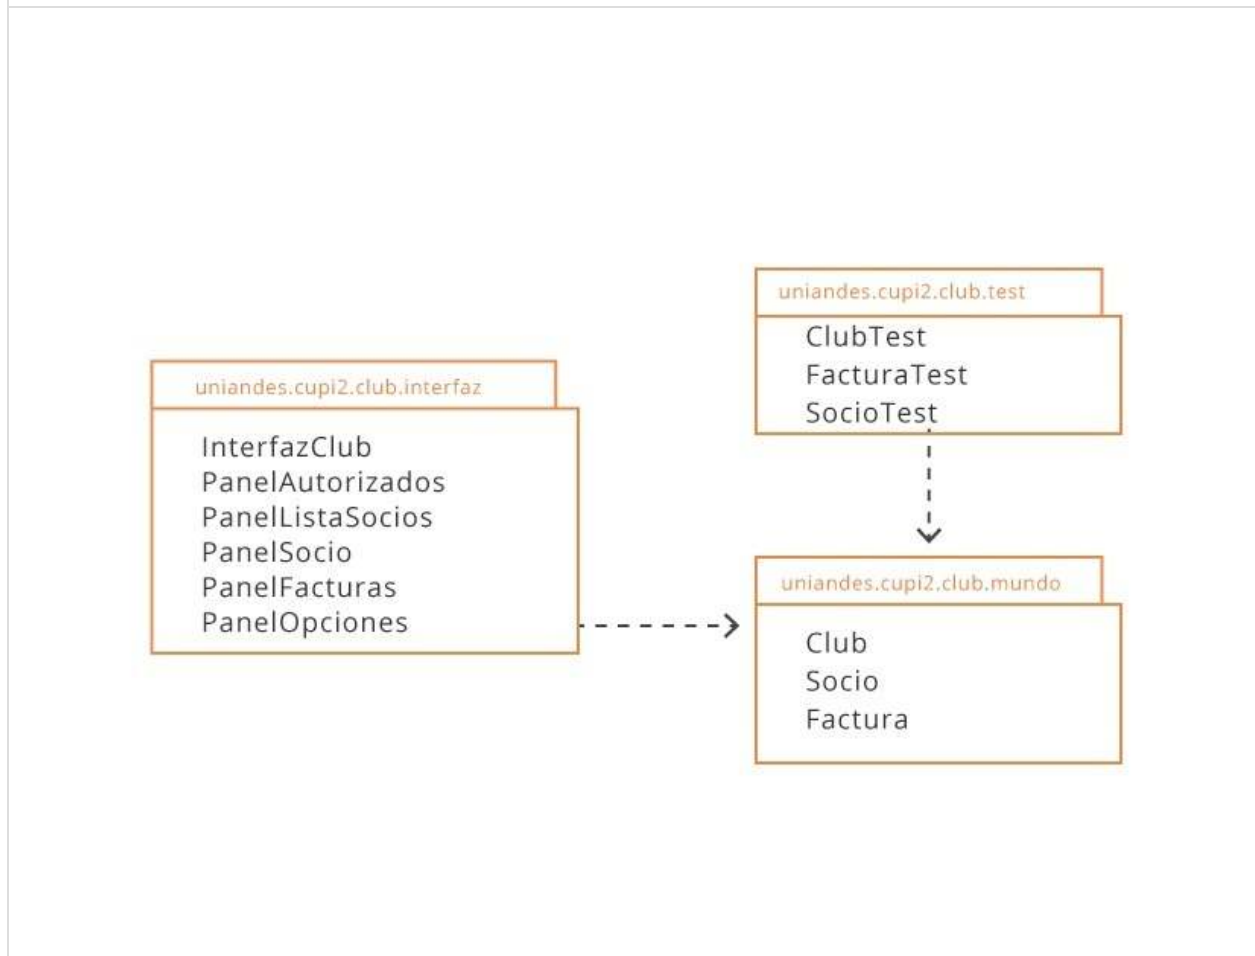 uniandes.cupi2.club.test
ClubTest
FacturaTest
SocioTest
uniandes.cupi2.club.interfaz
InterfazClub
PanelAutorizados
PanelListaSocios
PanelSocio
PanelFacturas
PanelOpciones
uniandes.cupi2.club.mundo
Club
Socio
Factura